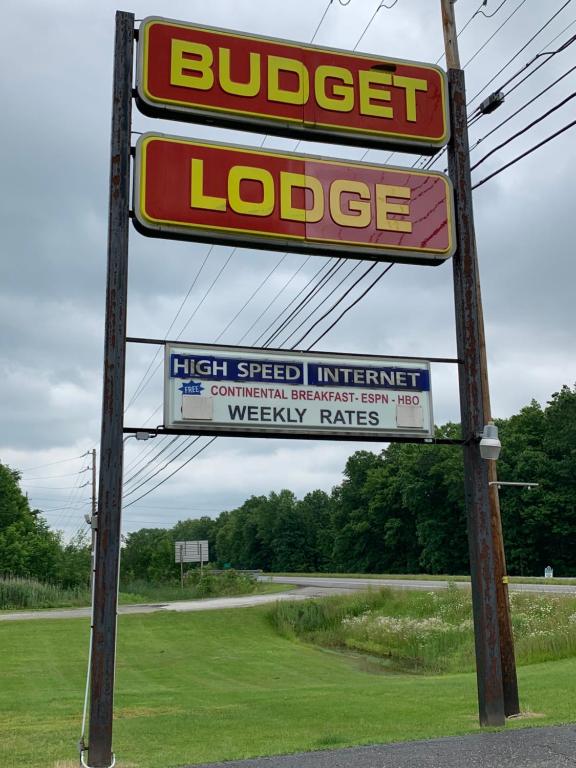 BUDGET
LODGE
HIGH SPEED INTERNET
FREE CONTINENTAL BREAKFAST- ESPN - HBO
WEEKLY RATES